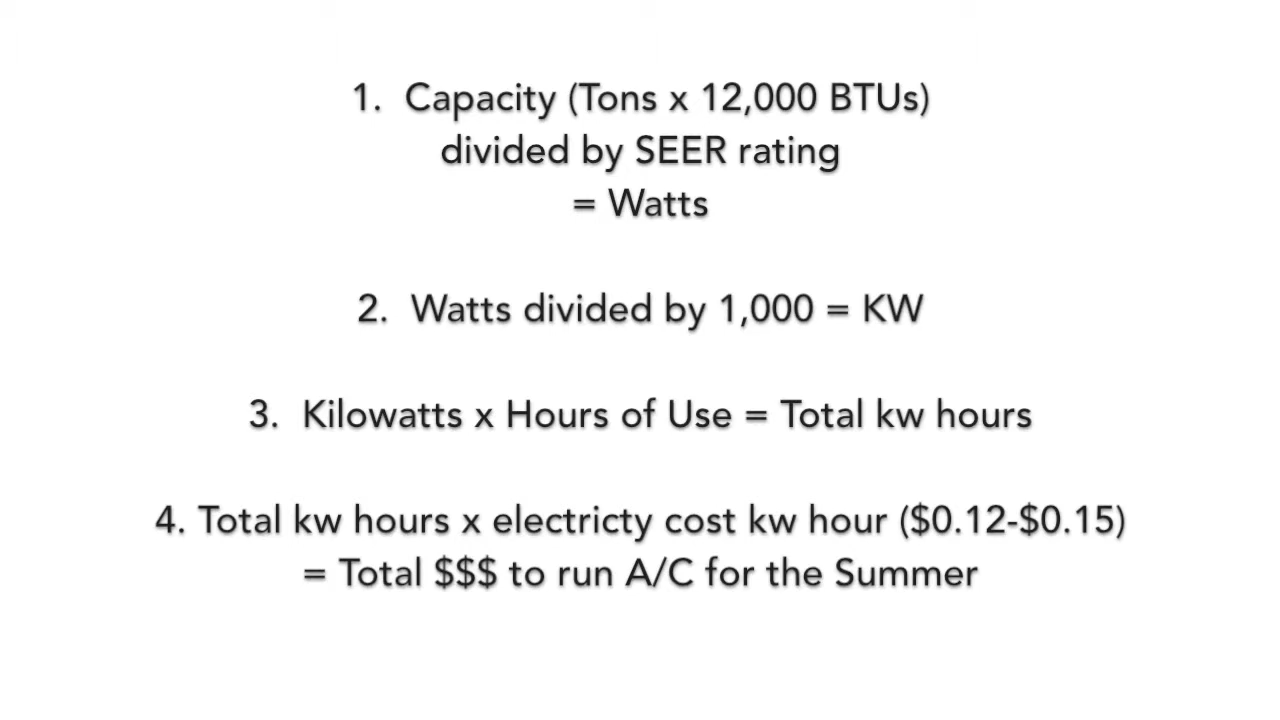 1. Capacity (Tons x 12,000 BTUs)
divided by SEER rating
= Watts
2. Watts divided by 1,000 = KW
3. Kilowatts x Hours of Use = Total kw hours
4. Total kw hours x electricty cost kw hour ($0.12-$0.15)
= Total $$$ to run A/C for the Summer